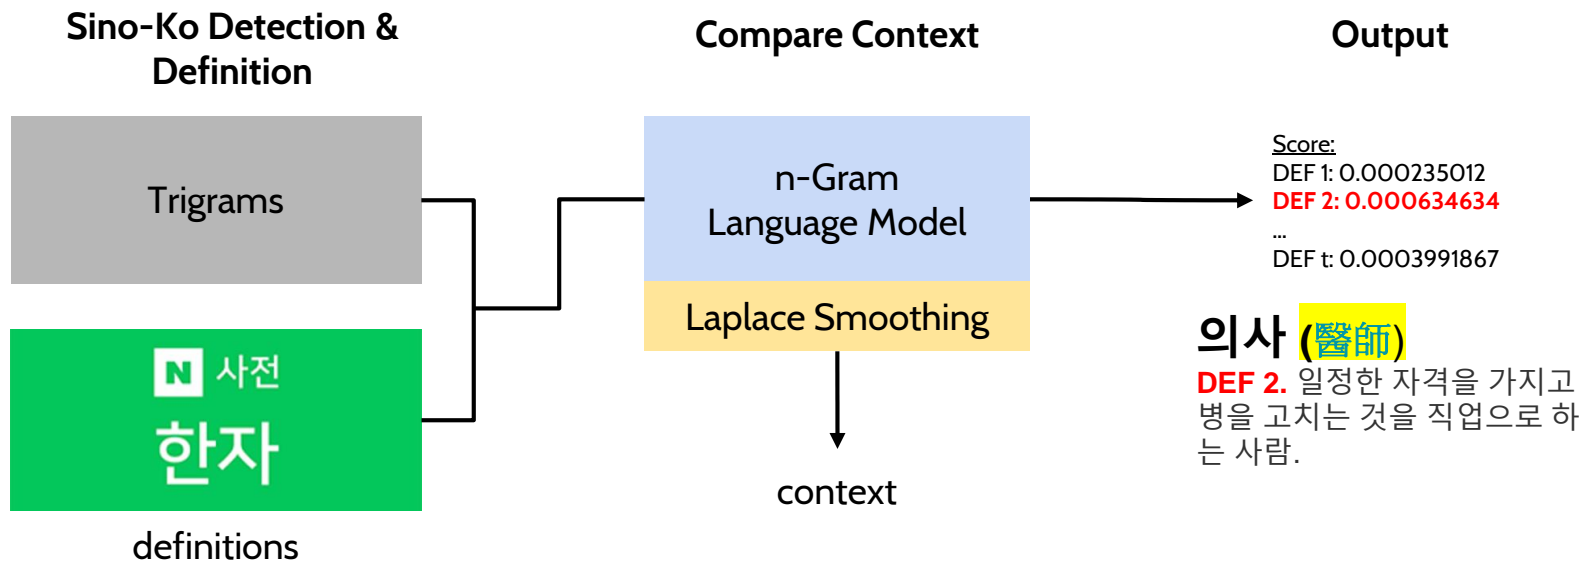 Sino-Ko Detection &
Definition
Compare Context
Output
Trigrams
N 사전
한자
definitions
n-Gram
Language Model
Laplace Smoothing
context
Score:
DEF 1: 0.000235012
DEF 2: 0.000634634
...
DEF t: 0.0003991867
의사 (醫師)
DEF 2. 일정한 자격을 가지고
병을 고치는 것을 직업으로 하
는 사람.